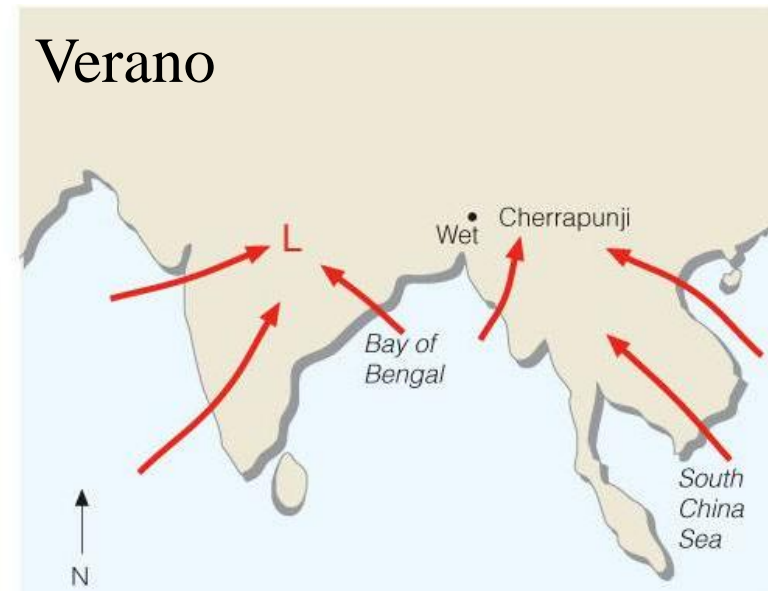 Verano
L
Wet
Cherrapunji
Bay of
Bengal
South
China
Sea
N